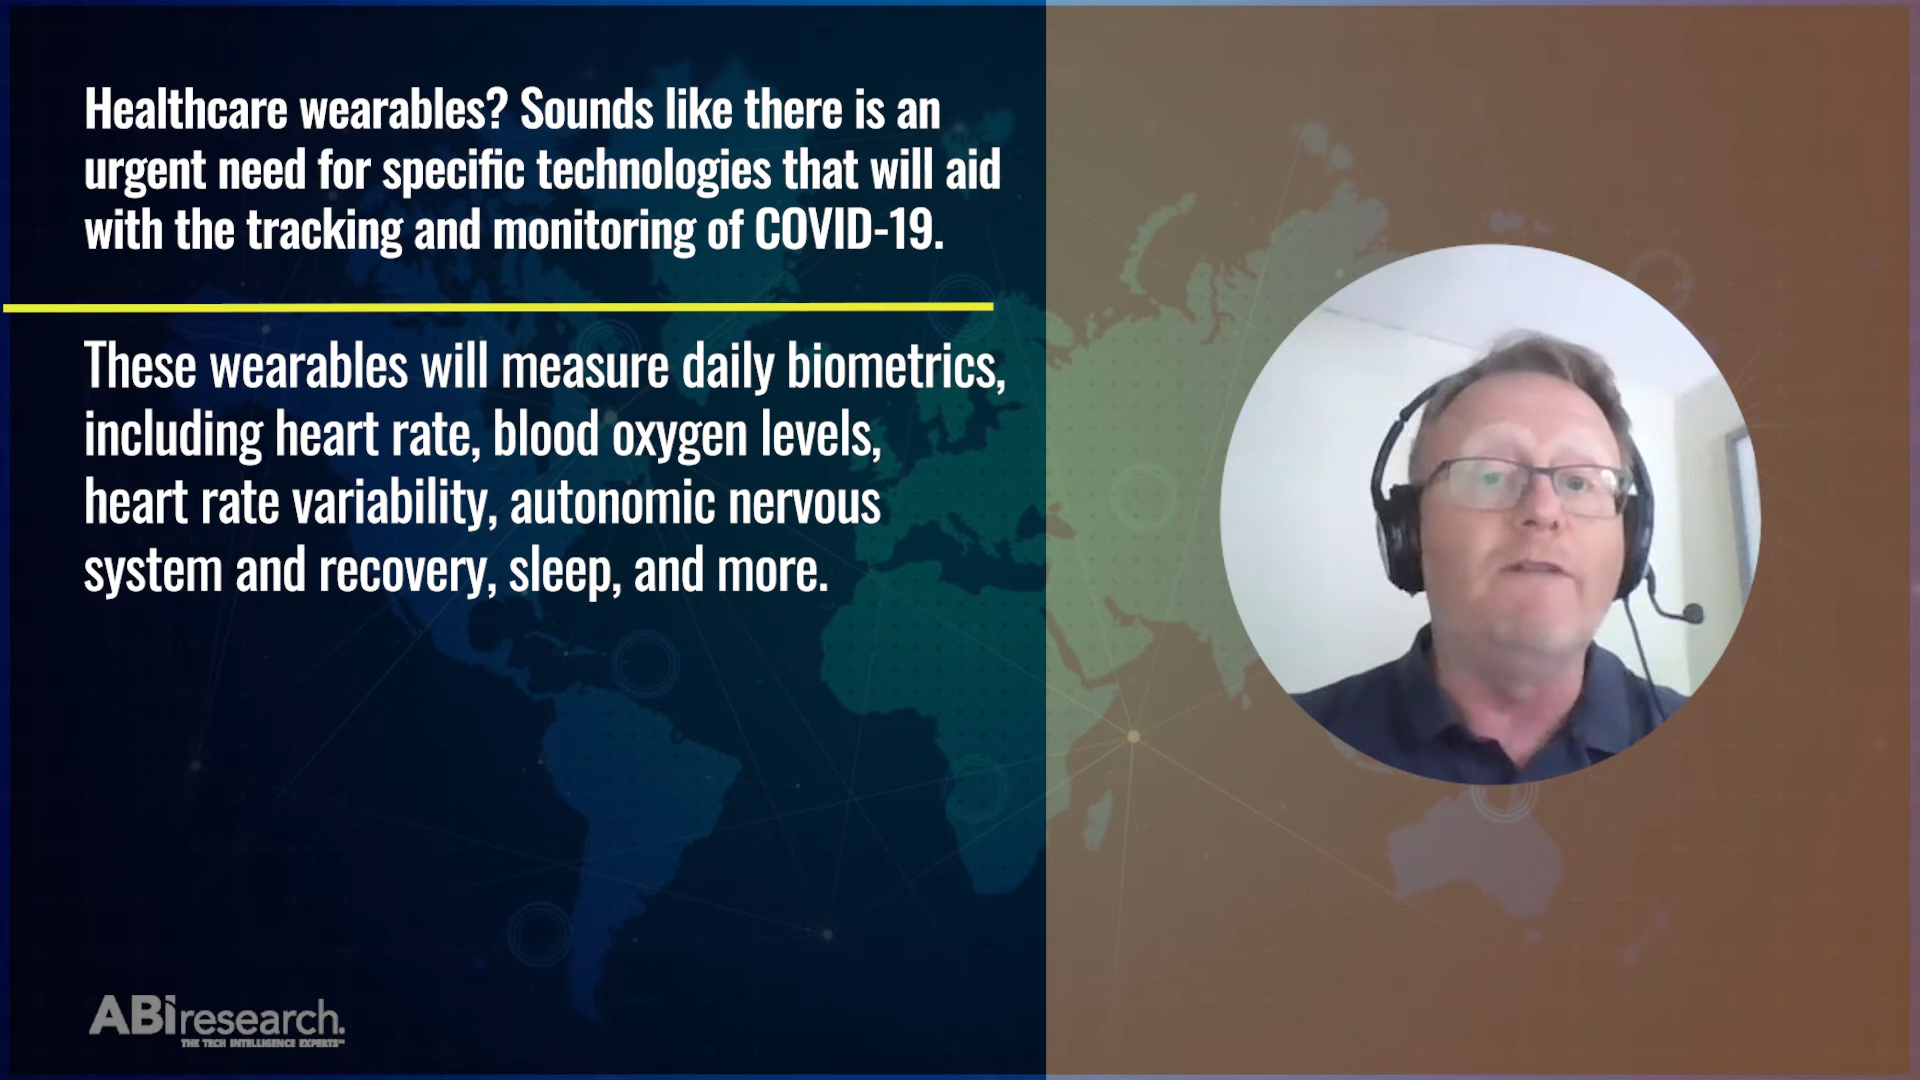 Healthcare wearables? Sounds like there is an
urgent need for specific technologies that will aid
with the tracking and monitoring of COVID-19.
These wearables will measure daily biometrics,
including heart rate, blood oxygen levels,
heart rate variability, autonomic nervous
system and recovery, sleep, and more.
ABiresearch.
THE TECH INTELLIGENCE EXPERTS℠